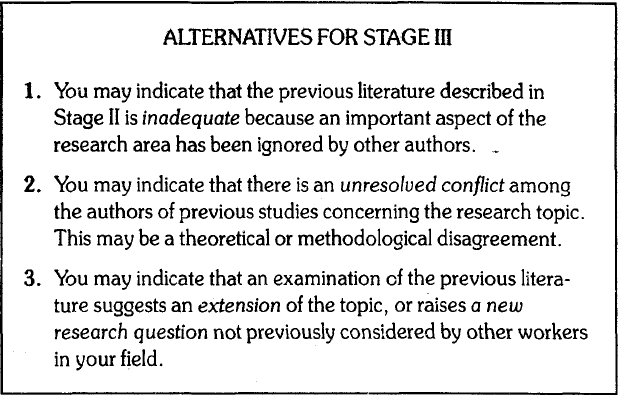 ALTERNATIVES FOR STAGE III
1. You may indicate that the previous literature described in
Stage II is inadequate because an important aspect of the
research area has been ignored by other authors.
2. You may indicate that there is an unresolved conflict among
the authors of previous studies concerning the research topic.
This may be a theoretical or methodological disagreement.
3. You may indicate that an examination of the previous litera-
ture suggests an extension of the topic, or raises a new
research question not previously considered by other workers
in your field.